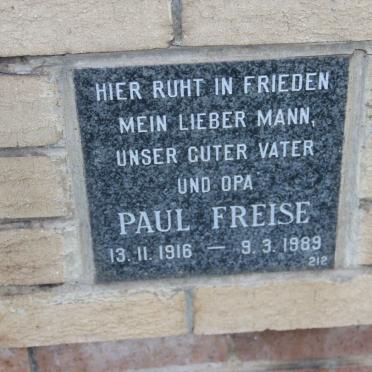 HIER RUHT IN FRIEDEN
MEIN LIEBER MANN,
UNSER GUTER VATER
UND OPA
PAUL FREISE
13.11.1916 — 9.3.1989
212